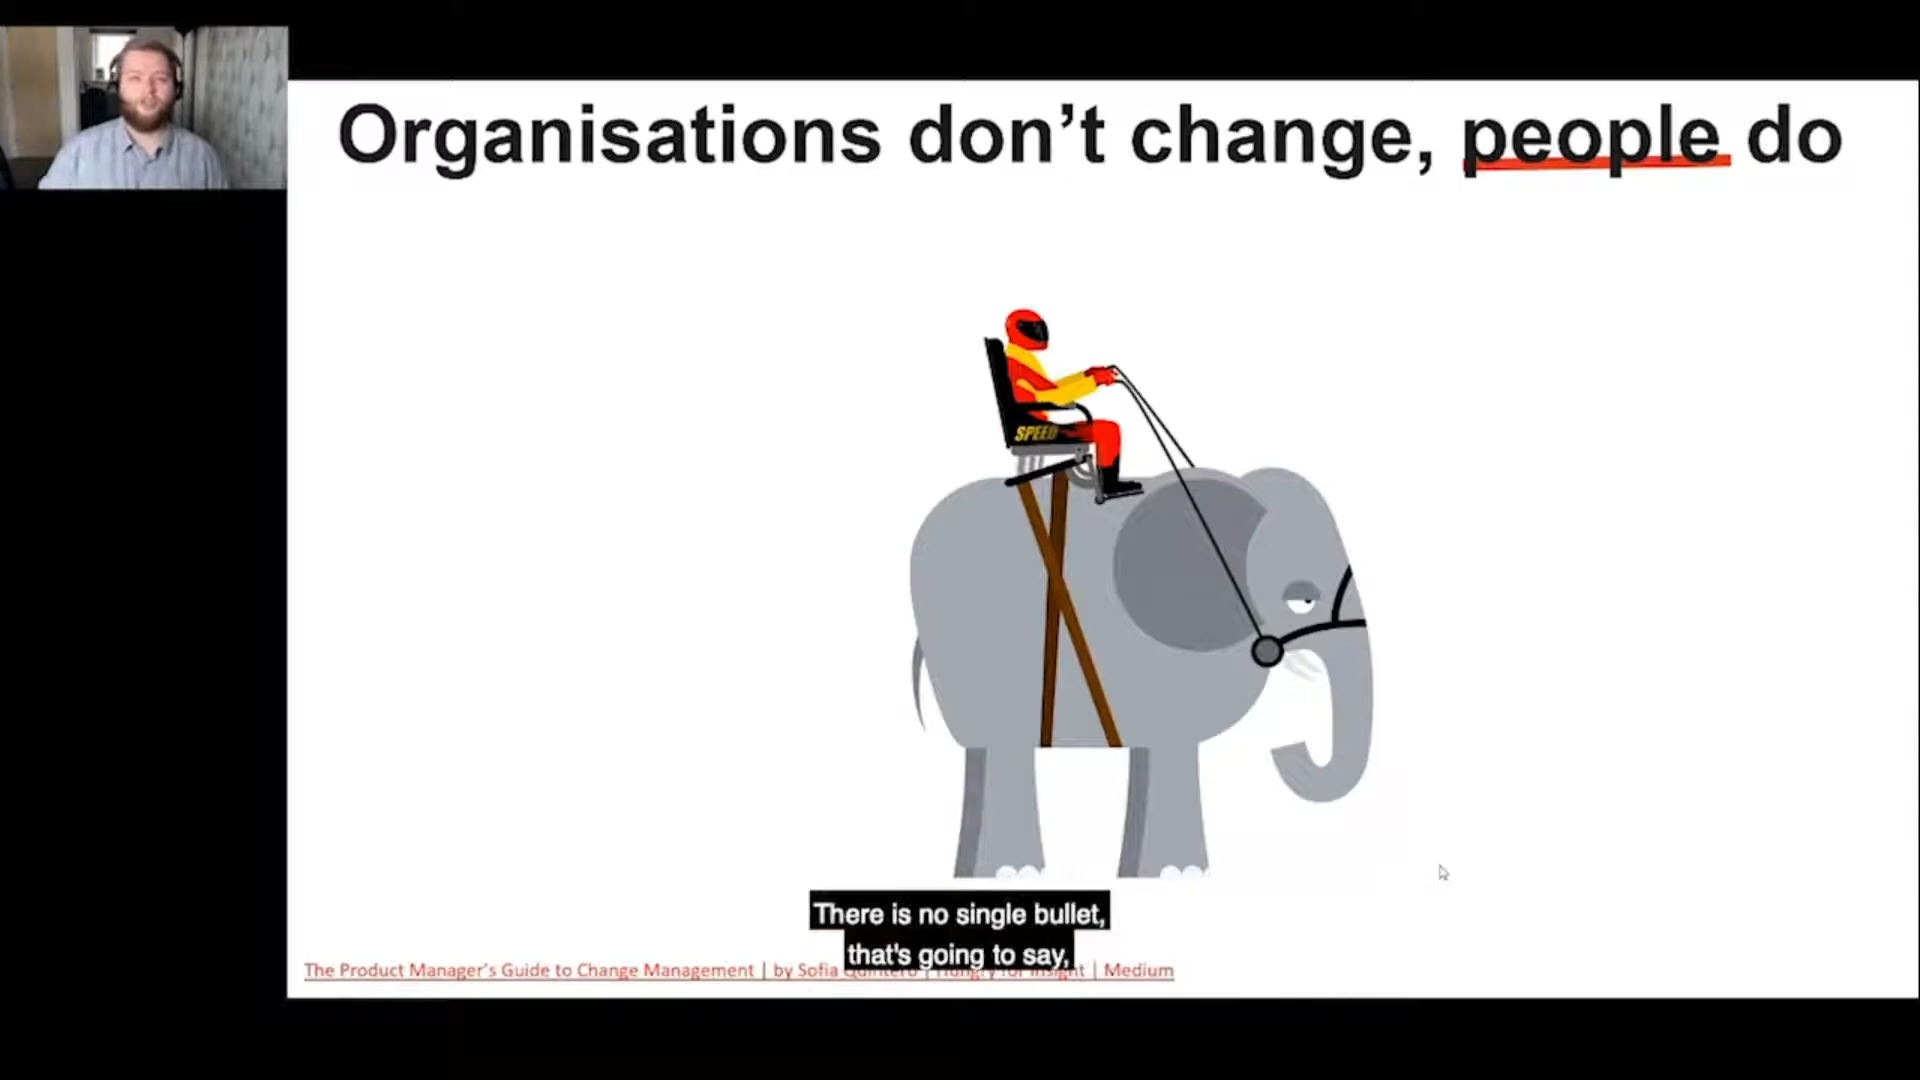 Organisations don’t change, people do
SPEED
There is no single bullet,
that's going to say,
The Product Manager’s Guide to Change Management | by Sofia | Medium